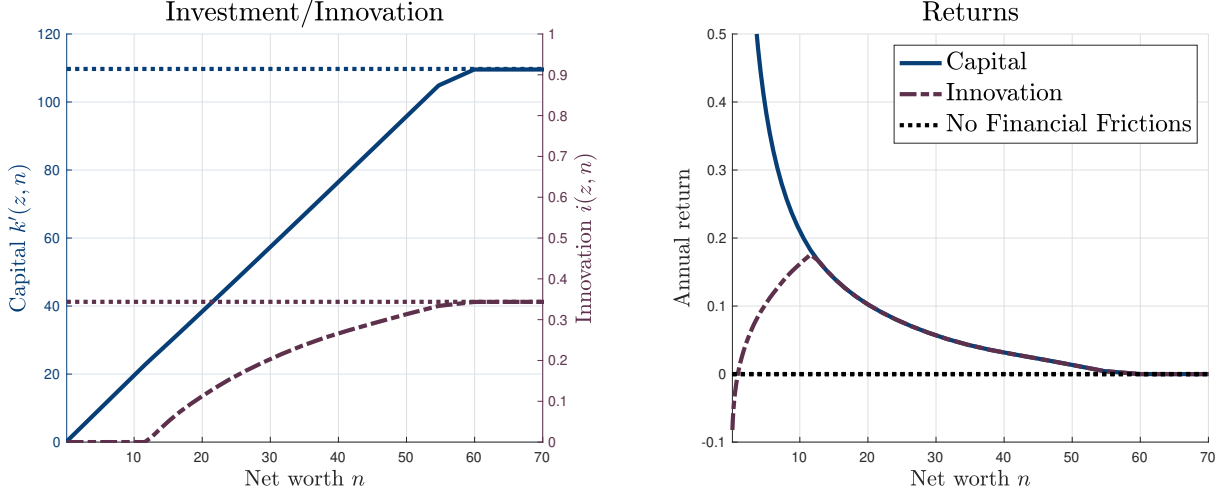 Investment/Innovation
120
100
80
60
40
20
0
Capital k′(z, n)
1
0.9
0.8
0.7
0.6
0.5
0.4
0.3
0.2
0.1
0
Innovation i(z, n)
10 20 30 40 50 60 70
Net worth n
Returns
0.5
0.4
0.3
0.2
0.1
0
-0.1
Annual return
Capital
Innovation
No Financial Frictions
10 20 30 40 50 60 70
Net worth n